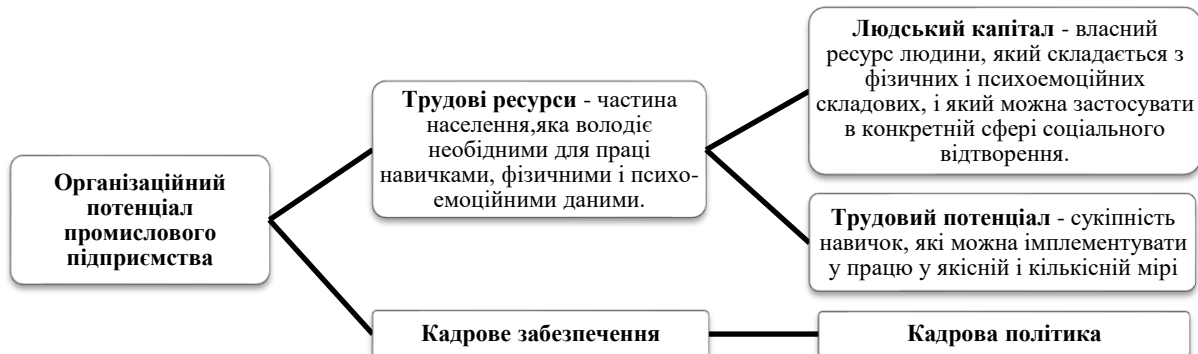 Організаційний
потенціал
промислового
підприємства
Трудові ресурси - частина
населення,яка володіє
необідними для праці
навичками, фізичними і психо-
емоційними даними.
Кадрове забезпечення
Людський капітал - власний
ресурс людини, який складається з
фізичних і психоемоційних
складових, і який можна застосувати
в конкретній сфері соціального
відтворення.
Трудовий потенціал - сукіпність
навичок, які можна імплементувати
у працю у якісній і кількісній мірі
Кадрова політика